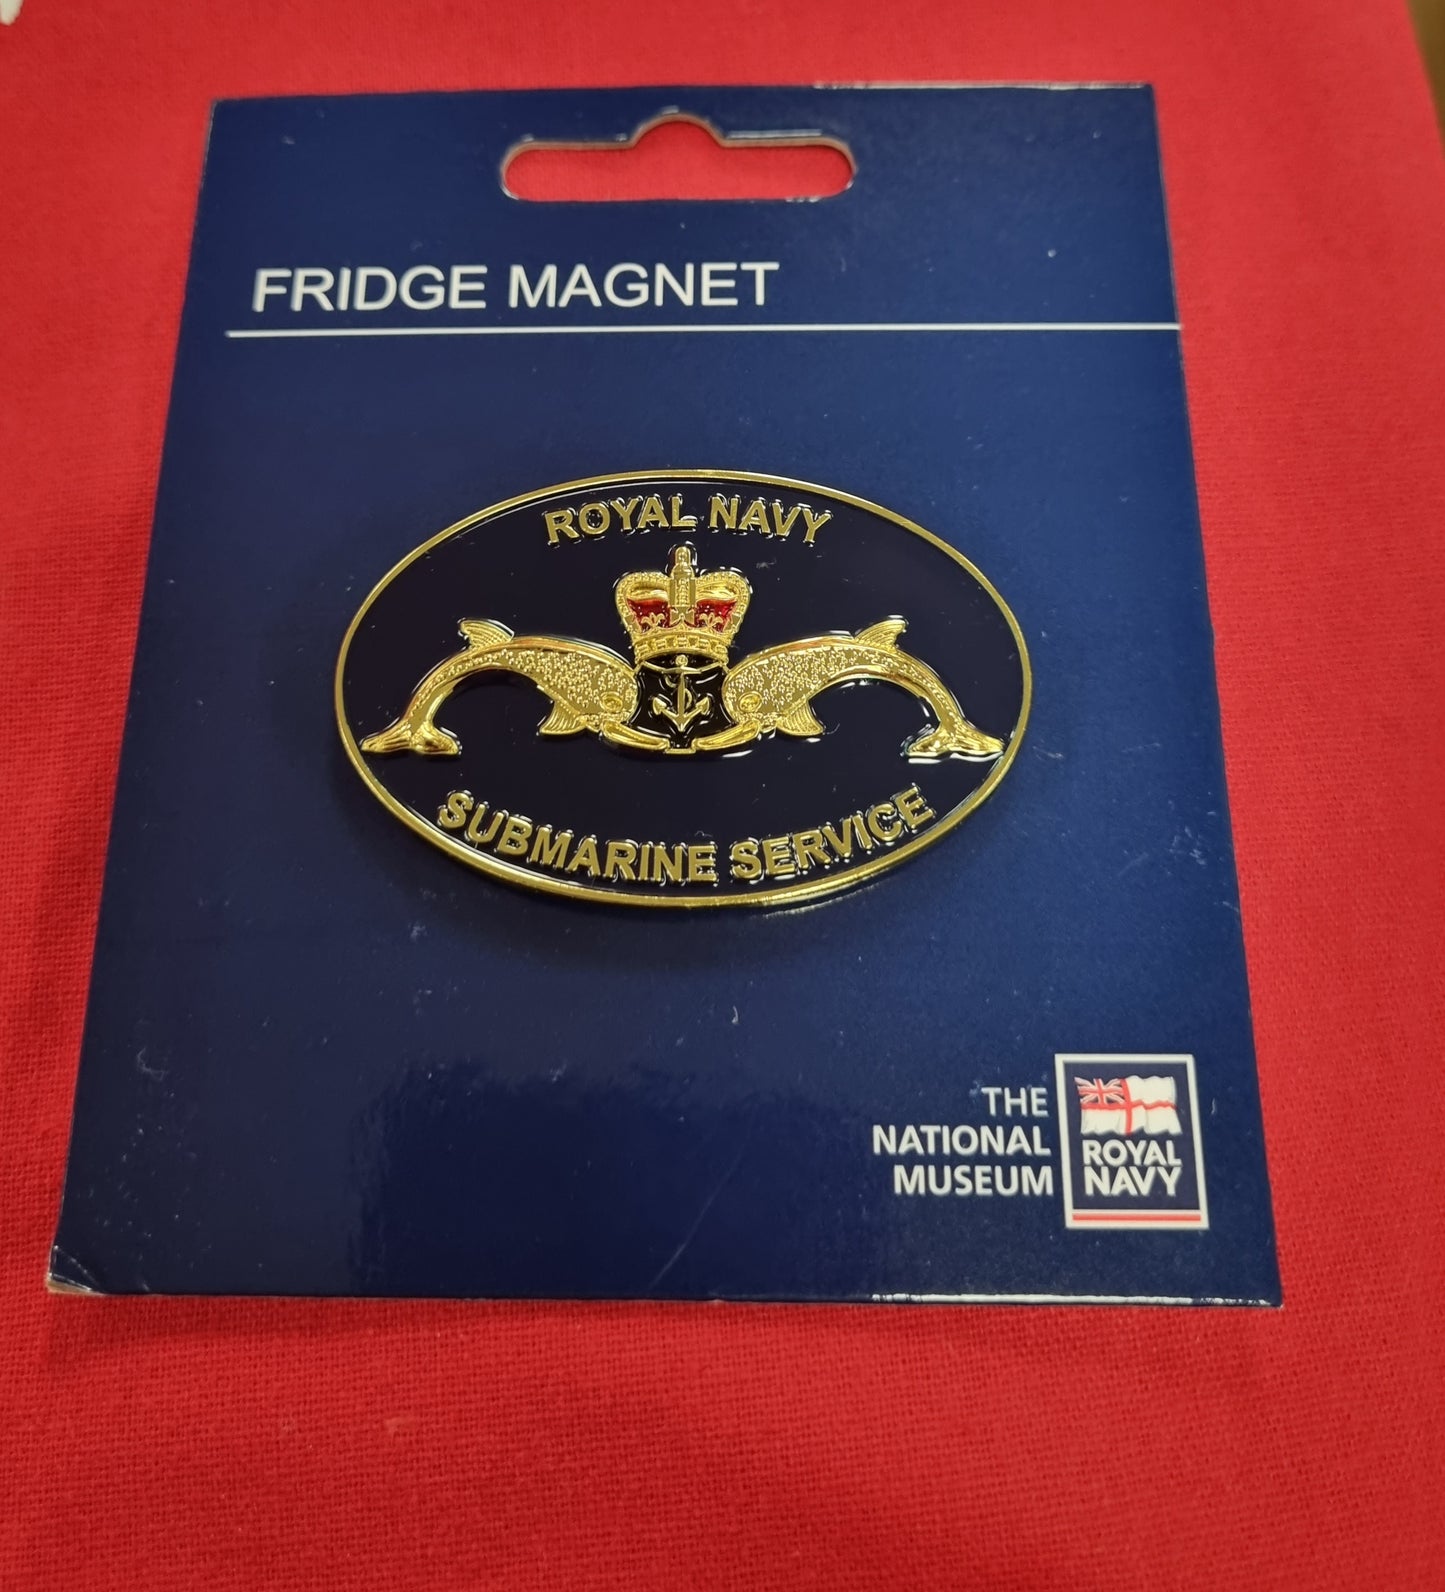 FRIDGE MAGNET
ROYAL NAVY
SUBMARINE SERVICE
THE
NATIONAL
MUSEUM
ROYAL
NAVY